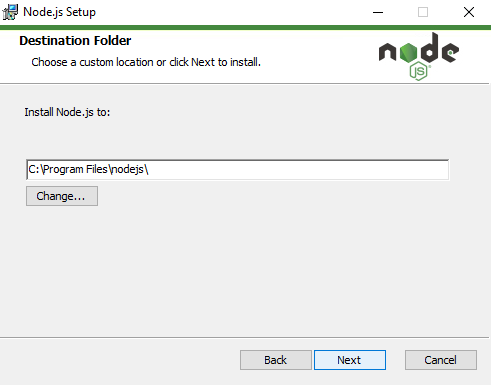 Node.js Setup
Destination Folder
Choose a custom location or click Next to install.
node
JS
Install Node.js to:
C:\Program Files\nodejs\
Change...
Back Next Cancel